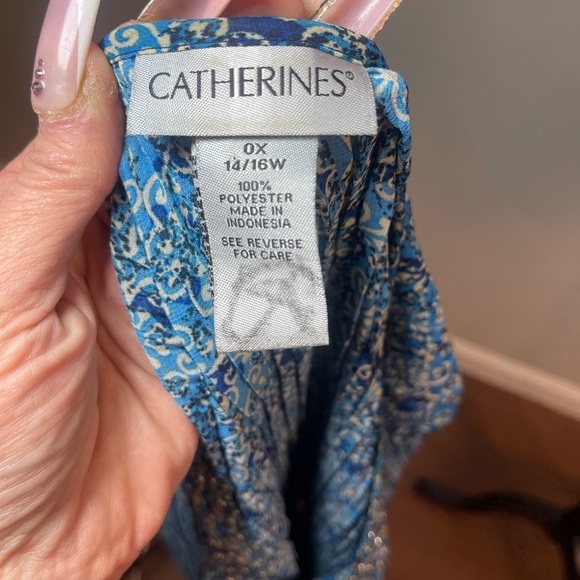 CATHERINES®
0X
14/16W
100%
POLYESTER
MADE IN
INDONESIA
SEE REVERSE
FOR CARE